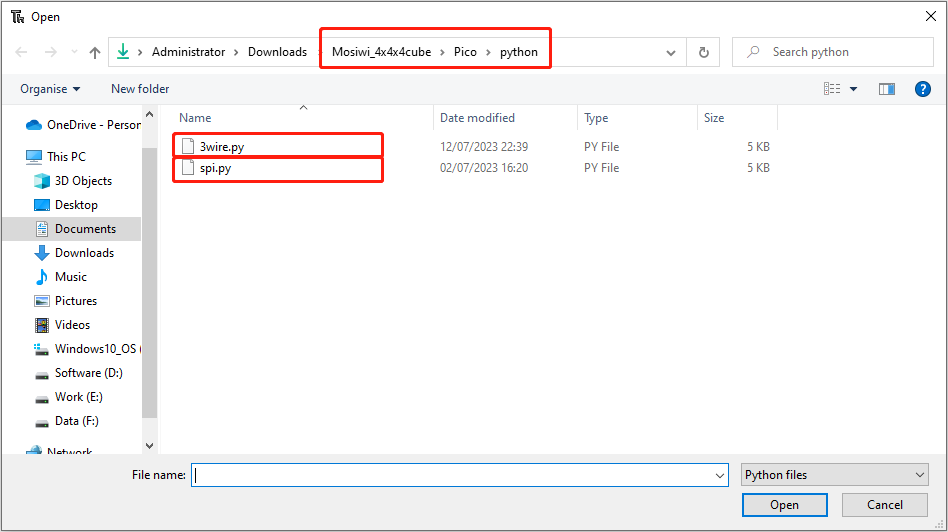 Open
Administrator > Downloads > Mosiwi_4x4x4cube > Pico > python
Search python
Organise New folder
Name Date modified Type Size
3wire.py 12/07/2023 22:39 PY File 5 KB
spi.py 02/07/2023 16:20 PY File 5 KB
OneDrive - Person
This PC
3D Objects
Desktop
Documents
Downloads
Music
Pictures
Videos
Windows10_OS (
Software (D:)
Work (E:)
Data (F:)
Network
File name: Python files
Open Cancel